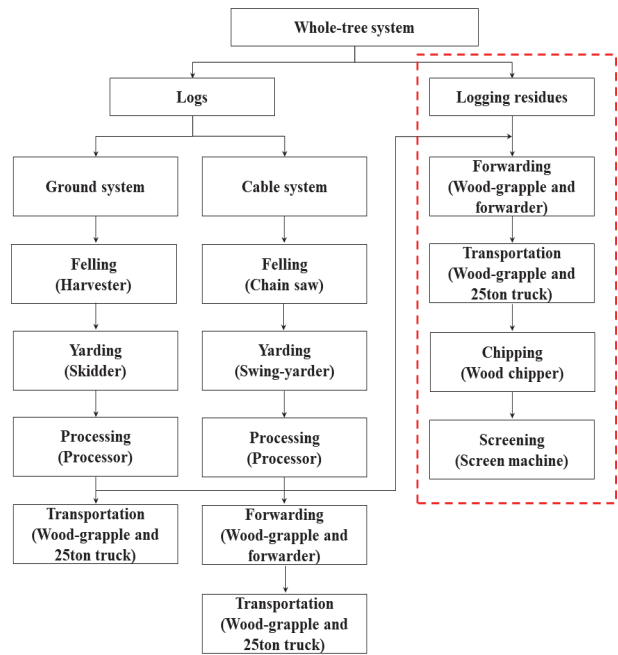 Whole-tree system
Logs
Logging residues
Ground system
Cable system
Forwarding
(Wood-grapple and
forwarder)
Felling
(Harvester)
Felling
(Chain saw)
Transportation
(Wood-grapple and
25ton truck)
Yarding
(Skidder)
Yarding
(Swing-yarder)
Chipping
(Wood chipper)
Processing
(Processor)
Processing
(Processor)
Screening
(Screen machine)
Transportation
(Wood-grapple and
25ton truck)
Forwarding
(Wood-grapple and
forwarder)
Transportation
(Wood-grapple and
25ton truck)